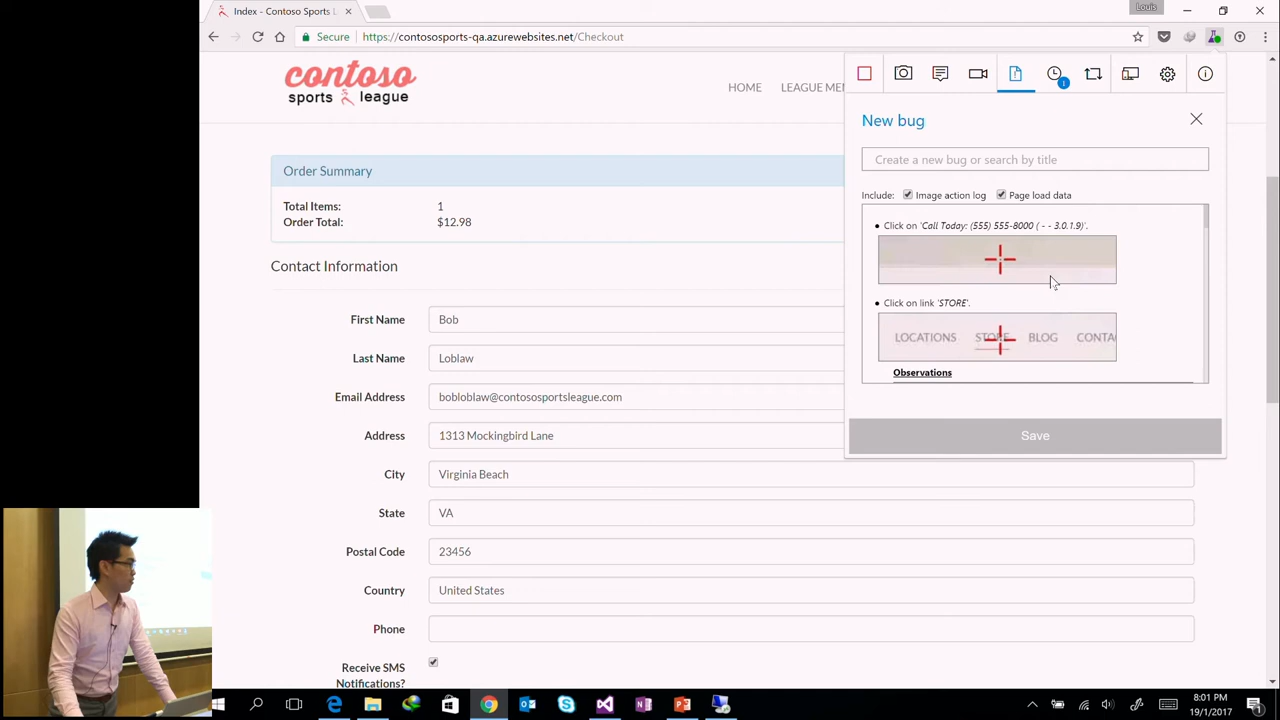 Index - Contoso Sports L
Louis
Secure
https://contososports-qa.azurewebsites.net/Checkout
contoso
sports league
HOME
LEAGUE MEM
Order Summary
Total Items: 1
Order Total: $12.98
Contact Information
First Name Bob
Last Name Loblaw
Email Address bobloblaw@contososportsleague.com
Address 1313 Mockingbird Lane
City Virginia Beach
State VA
Postal Code 23456
Country United States
Phone
Receive SMS
Notifications?
1
New bug
Create a new bug or search by title
Include: Image action log Page load data
• Click on 'Call Today: (555) 555-8000 ( - - 3.0.1.9)'.
• Click on link 'STORE'.
LOCATIONS STORE BLOG CONTA
Observations
Save
8:01 PM
19/1/2017
1